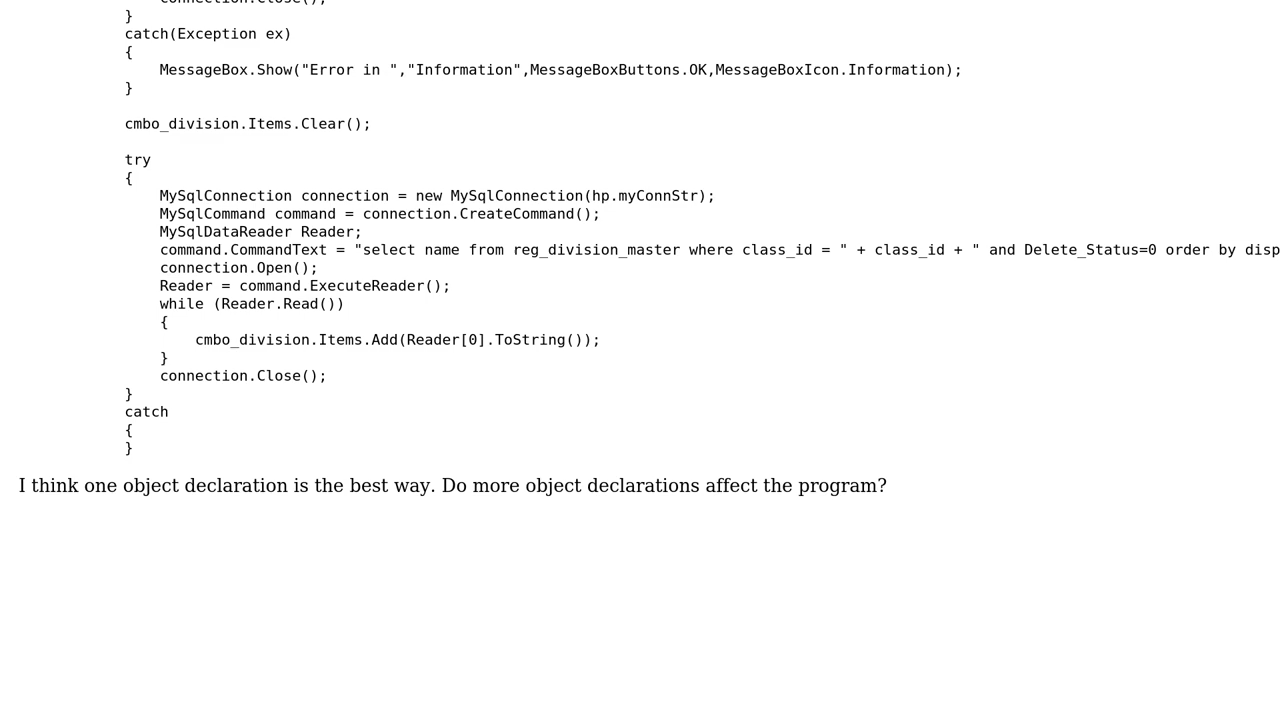 connection.Close();
}
catch(Exception ex)
{
MessageBox.Show("Error in ","Information",MessageBoxButtons.OK,MessageBoxIcon.Information);
}
cmbo_division.Items.Clear();
try
{
MySqlConnection connection = new MySqlConnection(hp.myConnStr);
MySqlCommand command = connection.CreateCommand();
MySqlDataReader Reader;
command.CommandText = "select name from reg_division_master where class_id = " + class_id + " and Delete_Status=0 order by disp
connection.Open();
Reader = command.ExecuteReader();
while (Reader.Read())
{
cmbo_division.Items.Add(Reader[0].ToString());
}
connection.Close();
}
catch
{
}
I think one object declaration is the best way. Do more object declarations affect the program?